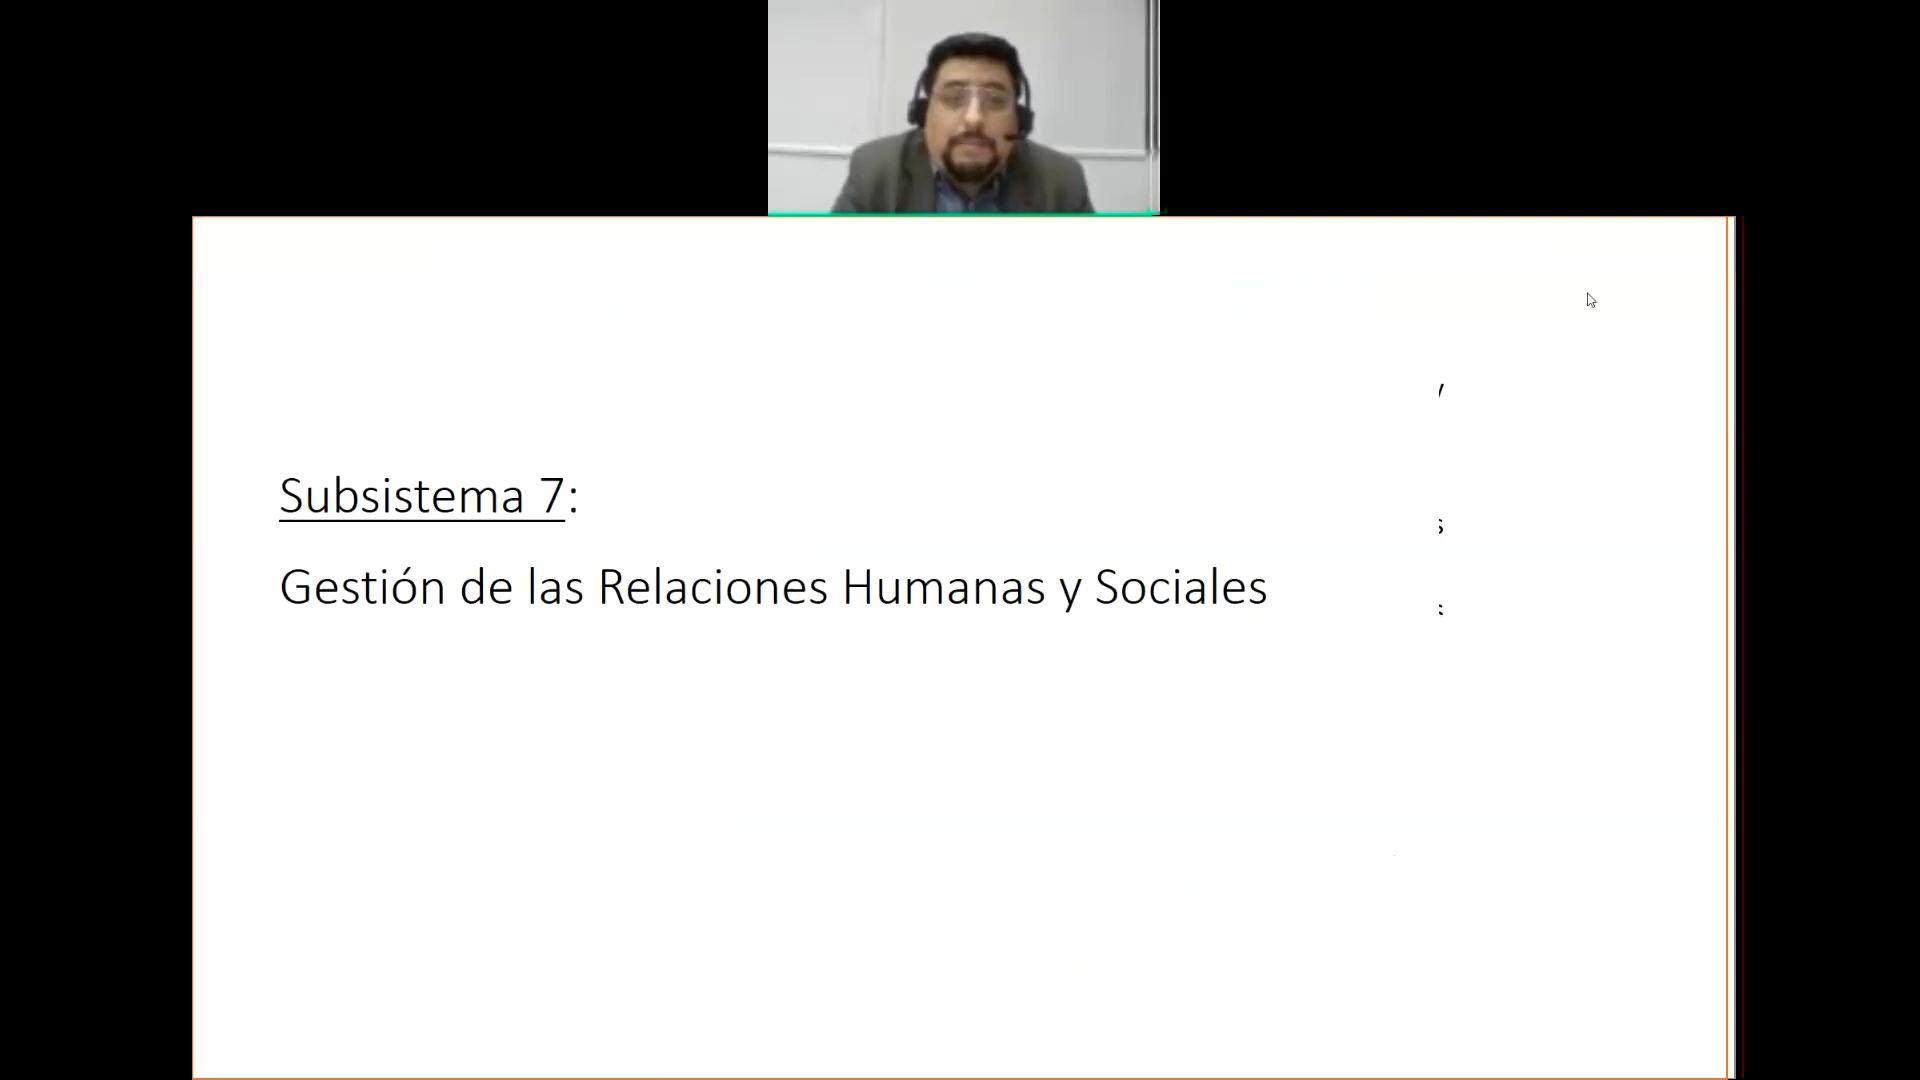 Subsistema 7:
Gestión de las Relaciones Humanas y Sociales